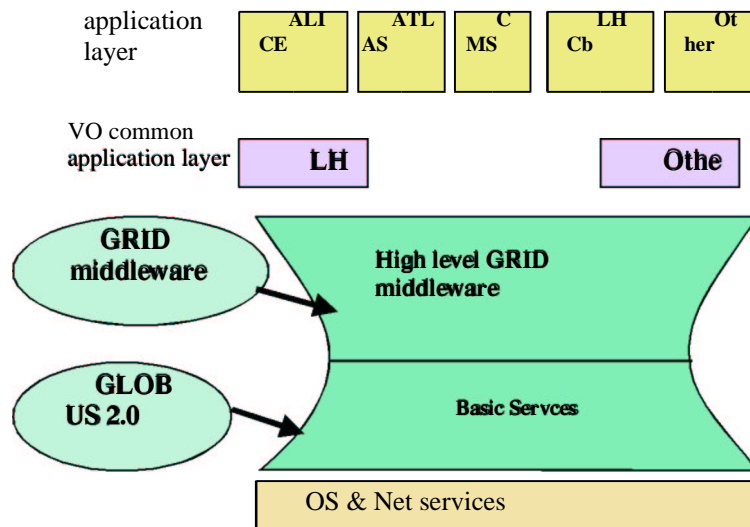 application
layer
ALI
CE
ATL
AS
C
MS
LH
Cb
Ot
her
VO common
application layer
LH
Othe
GRID
middleware
High level GRID
middleware
GLOB
US 2.0
Basic Servces
OS & Net services